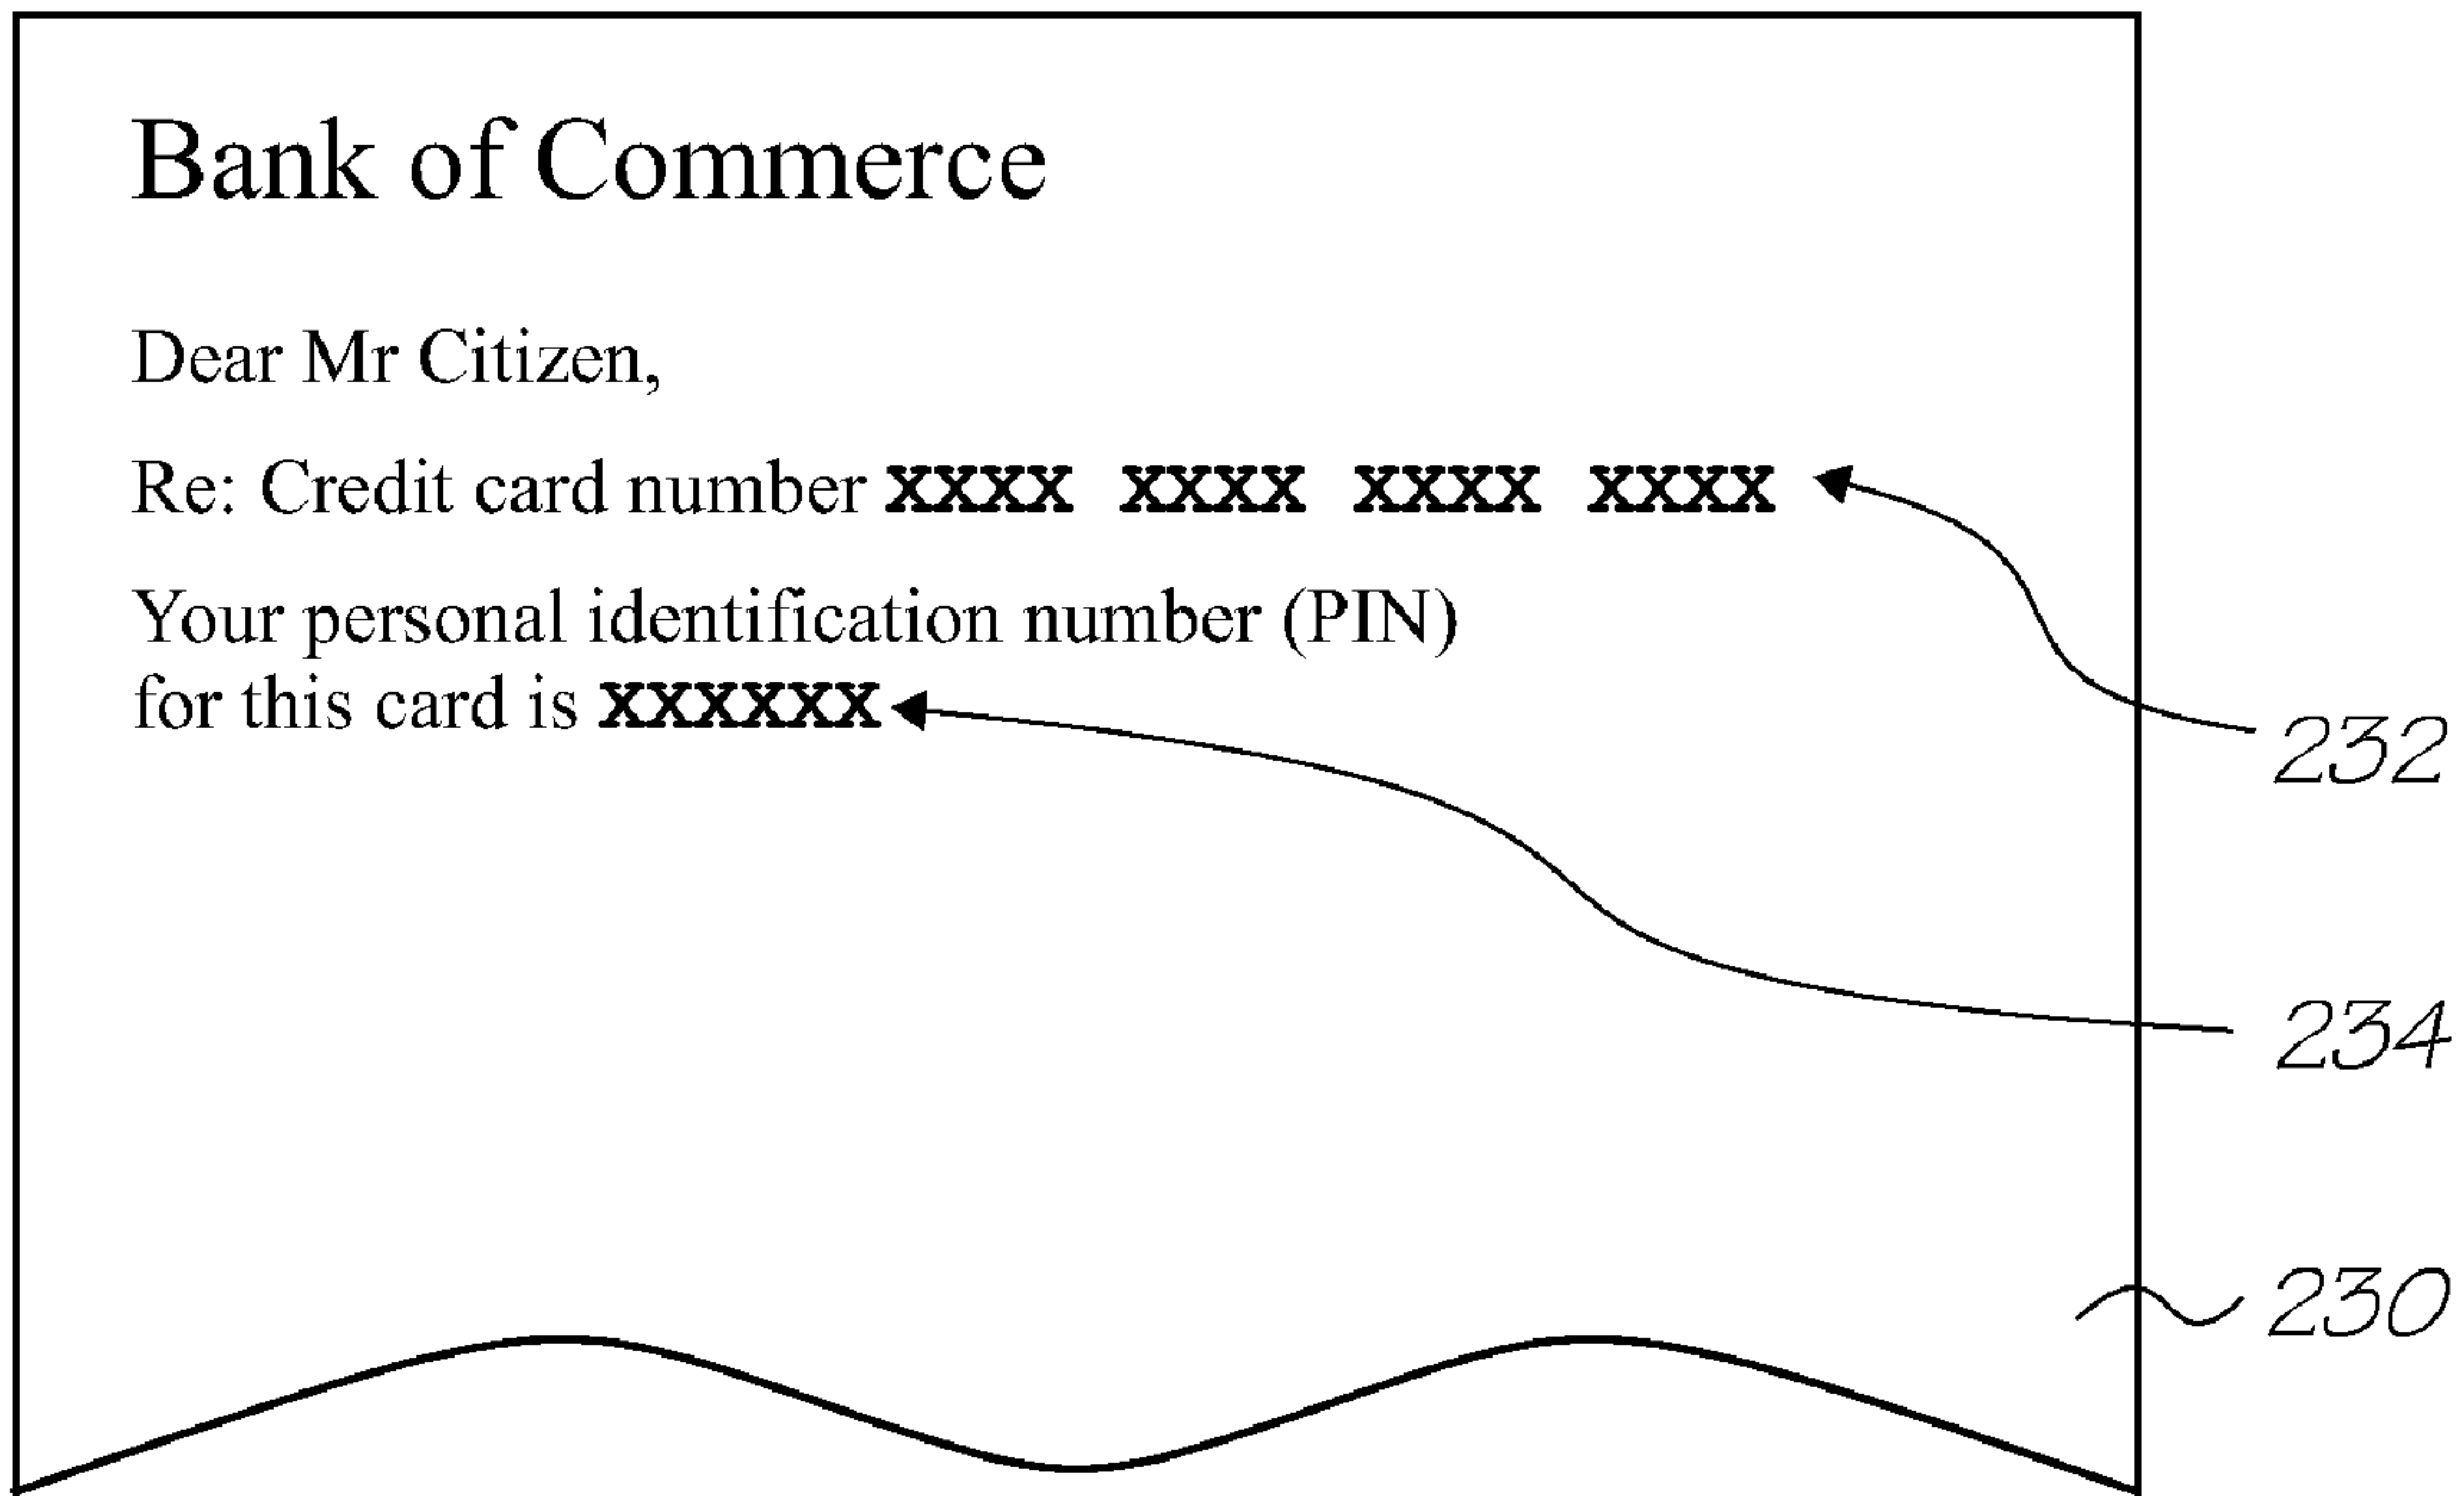 Bank of Commerce
Dear Mr Citizen,
Re: Credit card number xxxx xxxx xxxx xxxx
Your personal identification number (PIN)
for this card is xxxxxx
232
234
230